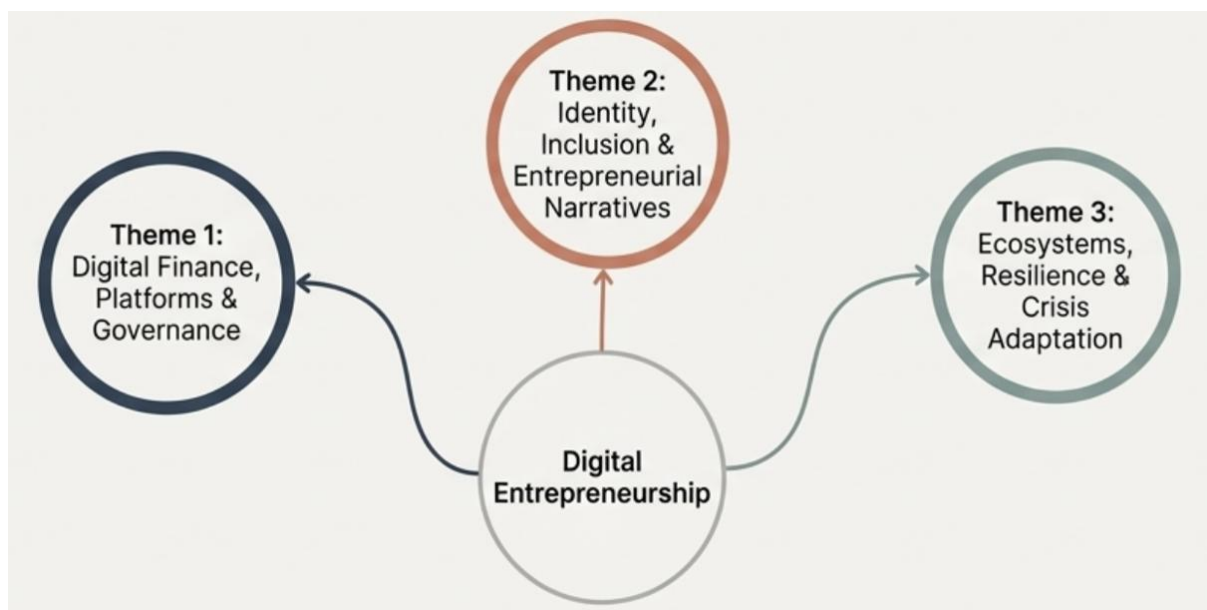 Theme 1:
Digital Finance,
Platforms &
Governance
Theme 2:
Identity,
Inclusion &
Entrepreneurial
Narratives
Theme 3:
Ecosystems,
Resilience &
Crisis
Adaptation
Digital
Entrepreneurship